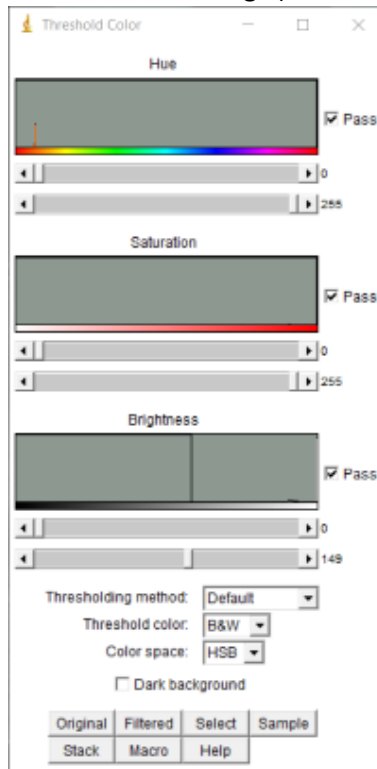 Threshold Color
Hue
Pass
0
255
Saturation
Pass
0
255
Brightness
Pass
0
149
Thresholding method: Default
Threshold color: B&W
Color space: HSB
Dark background
Original Filtered Select Sample
Stack Macro Help